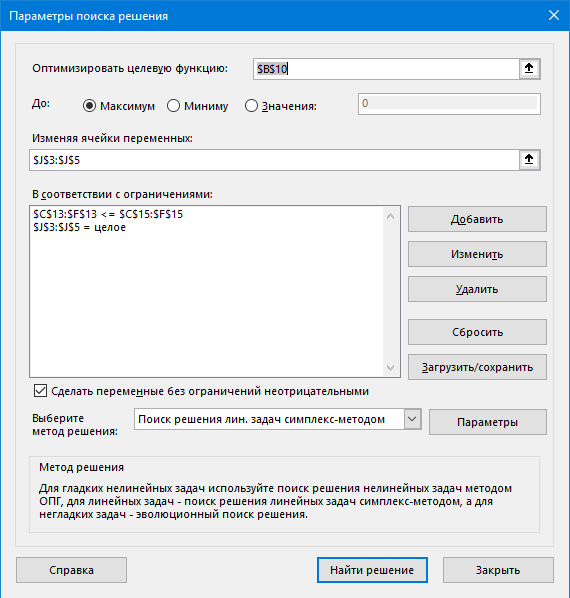 Параметры поиска решения
Оптимизировать целевую функцию: $B$10
До: Максимум Миниму Значения: 0
Изменяя ячейки переменных:
$J$3:$J$5
В соответствии с ограничениями:
$C$13:$F$13 <= $C$15:$F$15
$J$3:$J$5 = целое
Добавить
Изменить
Удалить
Сбросить
Загрузить/сохранить
Сделать переменные без ограничений неотрицательными
Выберите
метод решения:
Поиск решения лин. задач симплекс-методом
Параметры
Метод решения
Для гладких нелинейных задач используйте поиск решения нелинейных задач методом
ОПГ, для линейных задач - поиск решения линейных задач симплекс-методом, а для
негладких задач - эволюционный поиск решения.
Справка Найти решение Закрыть